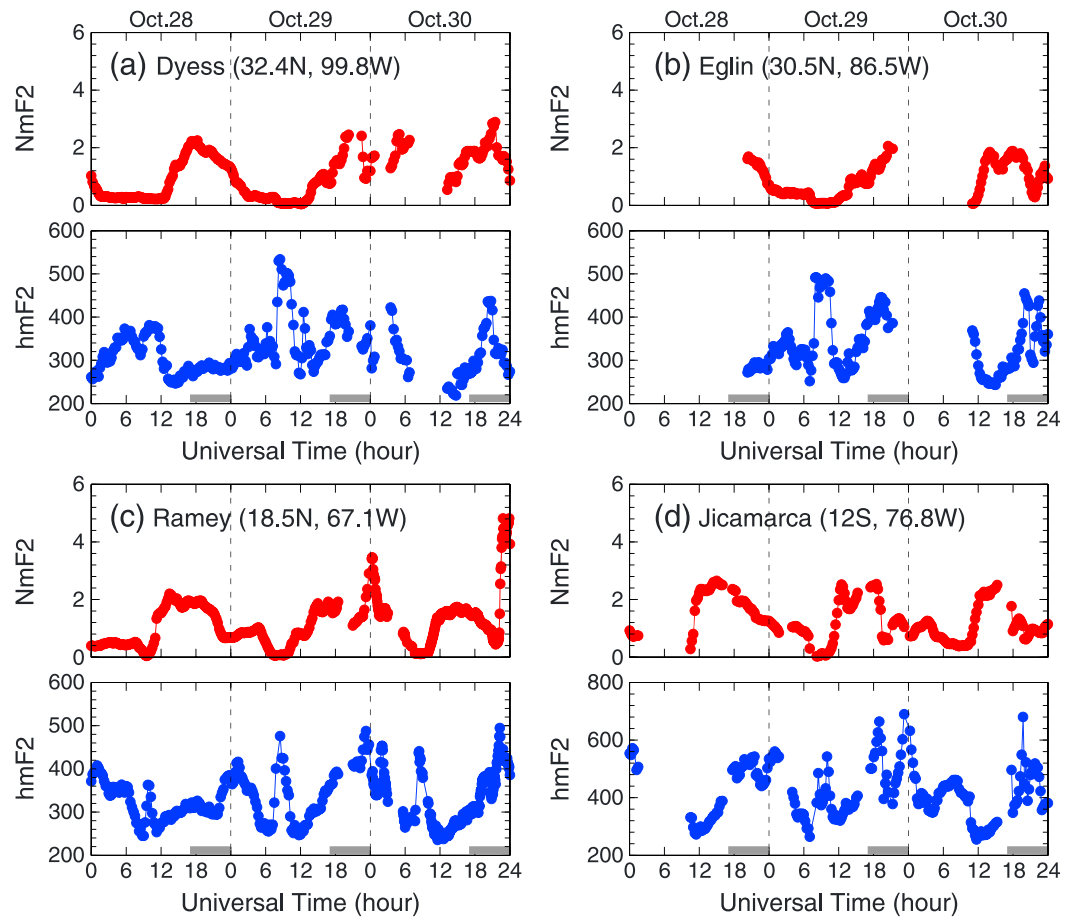 Oct.28 Oct.29 Oct.30 Oct.28 Oct.29 Oct.30
(a) Dyess (32.4N, 99.8W)
NmF2
6
4
2
0
hmF2
600
500
400
300
200
0 6 12 18 0 6 12 18 0 6 12 18 24
Universal Time (hour)
(b) Eglin (30.5N, 86.5W)
NmF2
6
4
2
0
hmF2
600
500
400
300
200
0 6 12 18 0 6 12 18 0 6 12 18 24
Universal Time (hour)
(c) Ramey (18.5N, 67.1W)
NmF2
6
4
2
0
hmF2
600
500
400
300
200
0 6 12 18 0 6 12 18 0 6 12 18 24
Universal Time (hour)
(d) Jicamarca (12S, 76.8W)
NmF2
6
4
2
0
hmF2
800
600
400
200
0 6 12 18 0 6 12 18 0 6 12 18 24
Universal Time (hour)